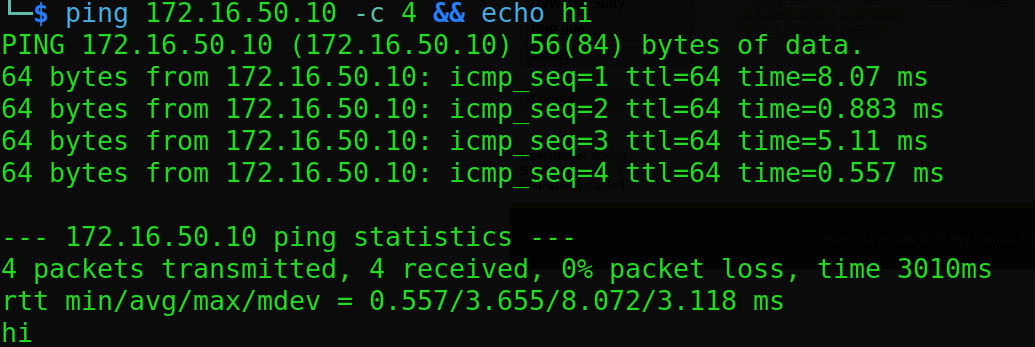 └─$ ping 172.16.50.10 -c 4 && echo hi
PING 172.16.50.10 (172.16.50.10) 56(84) bytes of data.
64 bytes from 172.16.50.10: icmp_seq=1 ttl=64 time=8.07 ms
64 bytes from 172.16.50.10: icmp_seq=2 ttl=64 time=0.883 ms
64 bytes from 172.16.50.10: icmp_seq=3 ttl=64 time=5.11 ms
64 bytes from 172.16.50.10: icmp_seq=4 ttl=64 time=0.557 ms
--- 172.16.50.10 ping statistics ---
4 packets transmitted, 4 received, 0% packet loss, time 3010ms
rtt min/avg/max/mdev = 0.557/3.655/8.072/3.118 ms
hi